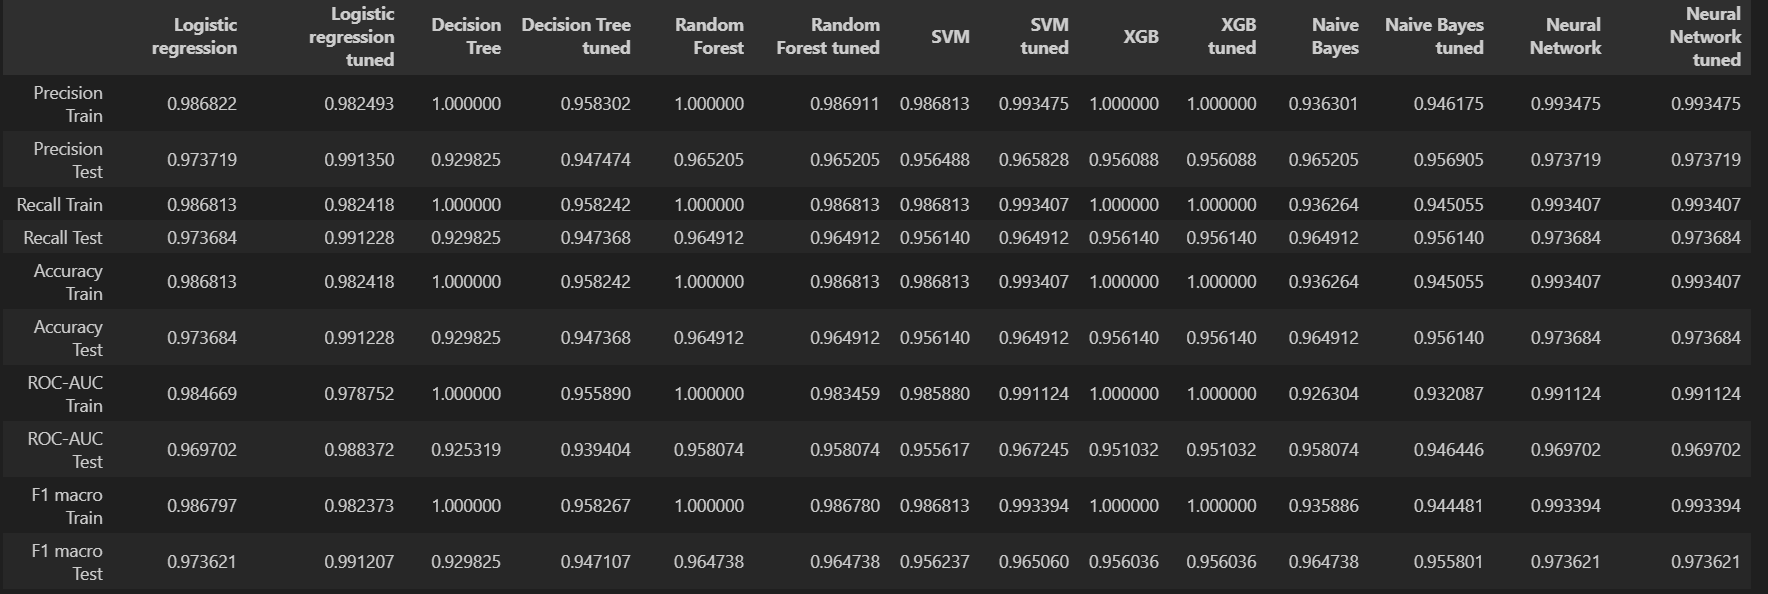 Logistic regression Logistic regression tuned Decision Tree Decision Tree tuned Random Forest Random Forest tuned SVM SVM tuned XGB XGB tuned Naive Bayes Naive Bayes tuned Neural Network Neural Network tuned
Precision Train 0.986822 0.982493 1.000000 0.958302 1.000000 0.986911 0.986813 0.993475 1.000000 1.000000 0.936301 0.946175 0.993475 0.993475
Precision Test 0.973719 0.991350 0.929825 0.947474 0.965205 0.965205 0.956488 0.965828 0.956088 0.956088 0.965205 0.956905 0.973719 0.973719
Recall Train 0.986813 0.982418 1.000000 0.958242 1.000000 0.986813 0.986813 0.993407 1.000000 1.000000 0.936264 0.945055 0.993407 0.993407
Recall Test 0.973684 0.991228 0.929825 0.947368 0.964912 0.964912 0.956140 0.964912 0.956140 0.956140 0.964912 0.956140 0.973684 0.973684
Accuracy Train 0.986813 0.982418 1.000000 0.958242 1.000000 0.986813 0.986813 0.993407 1.000000 1.000000 0.936264 0.945055 0.993407 0.993407
Accuracy Test 0.973684 0.991228 0.929825 0.947368 0.964912 0.964912 0.956140 0.964912 0.956140 0.956140 0.964912 0.956140 0.973684 0.973684
ROC-AUC Train 0.984669 0.978752 1.000000 0.955890 1.000000 0.983459 0.985880 0.991124 1.000000 1.000000 0.926304 0.932087 0.991124 0.991124
ROC-AUC Test 0.969702 0.988372 0.925319 0.939404 0.958074 0.958074 0.955617 0.967245 0.951032 0.951032 0.958074 0.946446 0.969702 0.969702
F1 macro Train 0.986797 0.982373 1.000000 0.958267 1.000000 0.986780 0.986813 0.993394 1.000000 1.000000 0.935886 0.944481 0.993394 0.993394
F1 macro Test 0.973621 0.991207 0.929825 0.947107 0.964738 0.964738 0.956237 0.965060 0.956036 0.956036 0.964738 0.955801 0.973621 0.973621